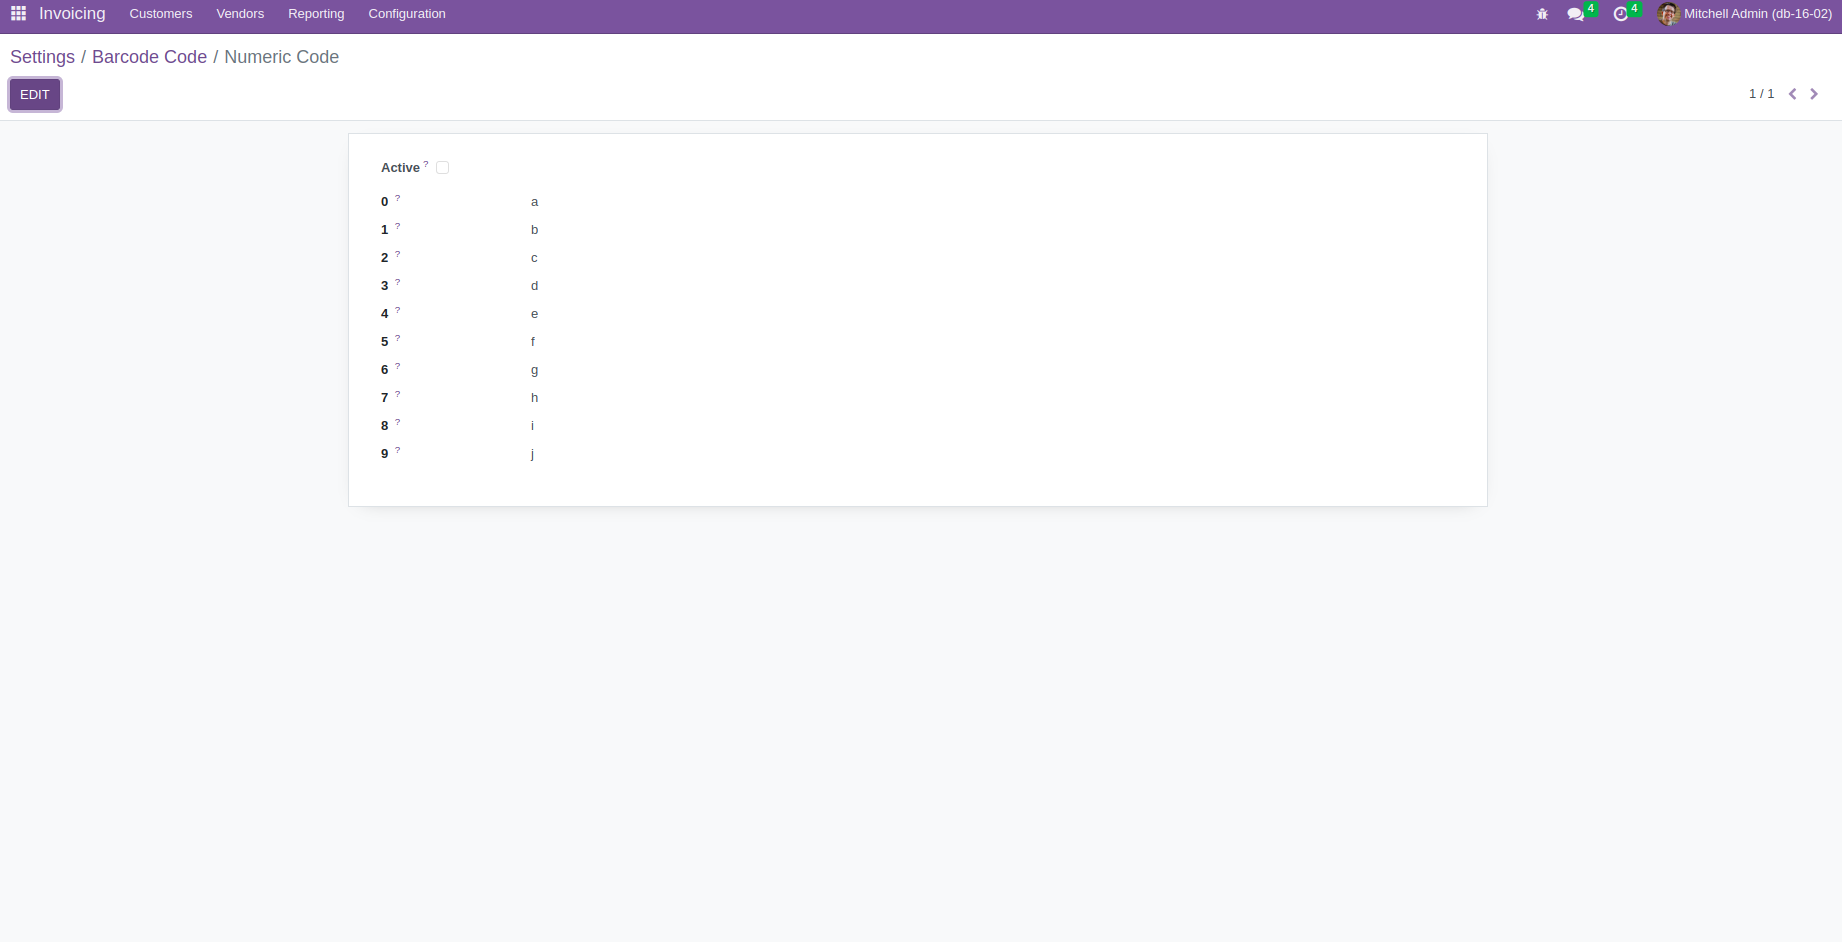 Invoicing Customers Vendors Reporting Configuration 4 4 Mitchell Admin (db-16-02)
Settings / Barcode Code / Numeric Code
EDIT 1 / 1
Active ?
0 ? a
1 ? b
2 ? c
3 ? d
4 ? e
5 ? f
6 ? g
7 ? h
8 ? i
9 ? j